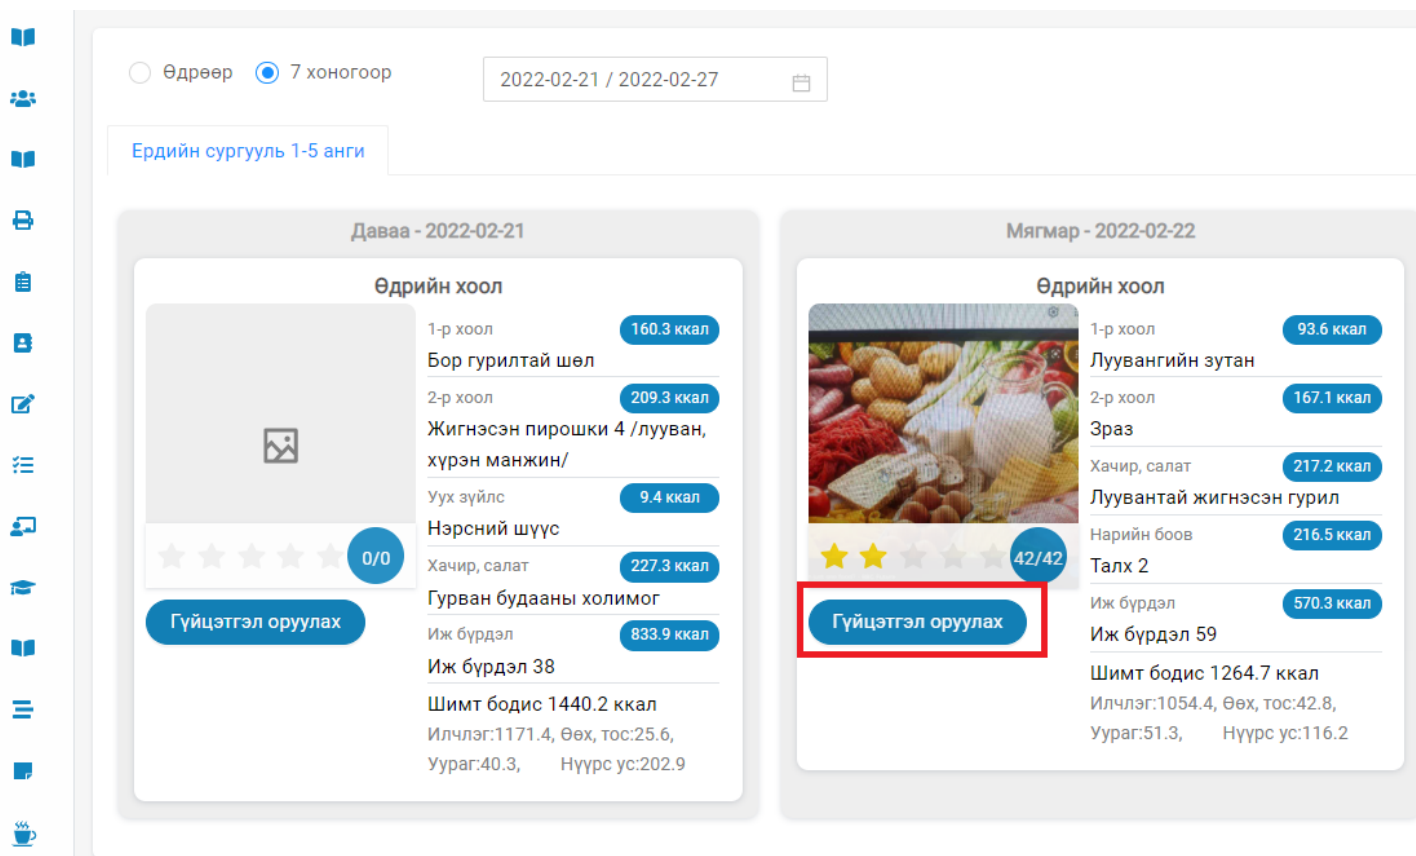 Өдрөөр 7 хоногоор 2022-02-21 / 2022-02-27
Ердийн сургууль 1-5 анги
Даваа - 2022-02-21
Өдрийн хоол
1-р хоол 160.3 ккал
Бор гурилтай шөл
2-р хоол 209.3 ккал
Жигнэсэн пирошки 4 /лууван,
хүрэн манжин/
Уух зүйлс 9.4 ккал
Нэрсний шүүс
0/0
Хачир, салат 227.3 ккал
Гурван будааны холимог
Гүйцэтгэл оруулах
Иж бүрдэл 833.9 ккал
Иж бүрдэл 38
Шимт бодис 1440.2 ккал
Илчлэг:1171.4, Өөх, тос:25.6,
Уураг:40.3, Нүүрс ус:202.9
Мягмар - 2022-02-22
Өдрийн хоол
1-р хоол 93.6 ккал
Луувангийн зутан
2-р хоол 167.1 ккал
Зраз
Хачир, салат 217.2 ккал
Луувантай жигнэсэн гурил
Нарийн боов 216.5 ккал
Талх 2
42/42
Гүйцэтгэл оруулах
Иж бүрдэл 570.3 ккал
Иж бүрдэл 59
Шимт бодис 1264.7 ккал
Илчлэг:1054.4, Өөх, тос:42.8,
Уураг:51.3, Нүүрс ус:116.2